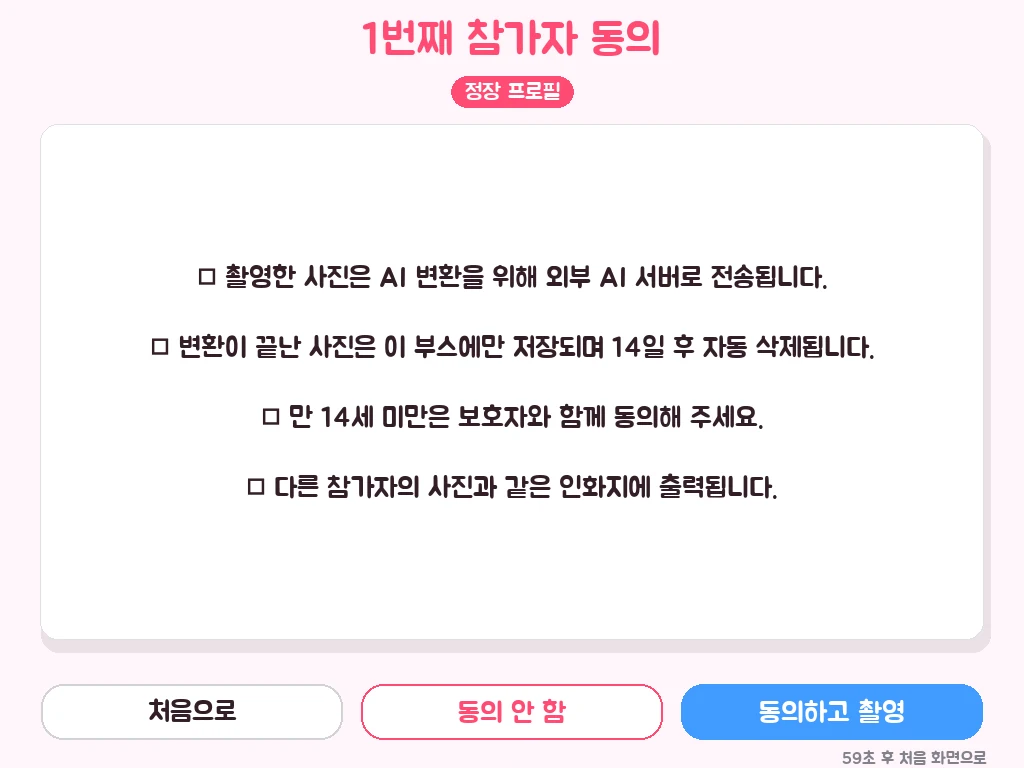 1번째 참가자 동의
정장 프로필
□ 촬영한 사진은 AI 변환을 위해 외부 AI 서버로 전송됩니다.
□ 변환이 끝난 사진은 이 부스에만 저장되며 14일 후 자동 삭제됩니다.
□ 만 14세 미만은 보호자와 함께 동의해 주세요.
□ 다른 참가자의 사진과 같은 인화지에 출력됩니다.
처음으로
동의 안 함
동의하고 촬영
59초 후 처음 화면으로